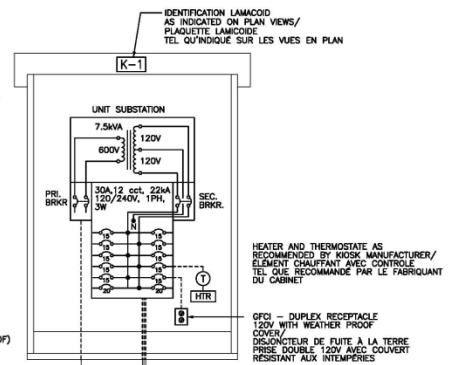 IDENTIFICATION LAMACOID
AS INDICATED ON PLAN VIEWS/
PLAQUETTE LAMICOIDE
TEL QU'INDIQUÉ SUR LES VUES EN PLAN
K-1
UNIT SUBSTATION
7.5kVA
120V
600V
120V
PRI.
BRKR
30A,12 cct, 22kA
120/240V, 1PH,
3W
SEC.
BRKR.
N
15 15
15 15
15 15
15 15
15 15
20 20
T
HTR
HEATER AND THERMOSTATE AS
RECOMMENDED BY KIOSK MANUFACTURER/
ÉLÉMENT CHAUFFANT AVEC CONTROLE
TEL QUE RECOMMANDÉ PAR LE FABRIQUANT
DU CABINET
GFCI – DUPLEX RECEPTACLE
120V WITH WEATHER PROOF
COVER/
DISJONCTEUR DE FUITE À LA TERRE
PRISE DOUBLE 120V AVEC COUVERT
RÉSISTANT AUX INTEMPÉRIES
OF)